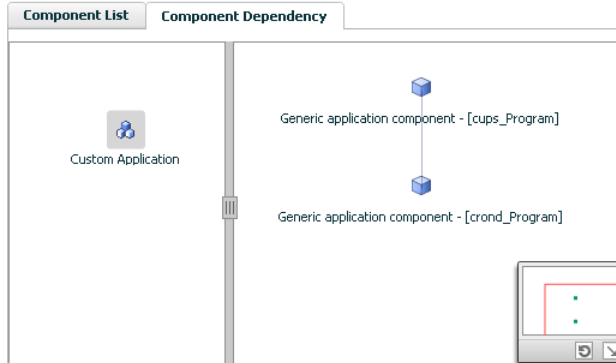 Component List
Component Dependency
Generic application component - [cups_Program]
Custom Application
Generic application component - [crond_Program]